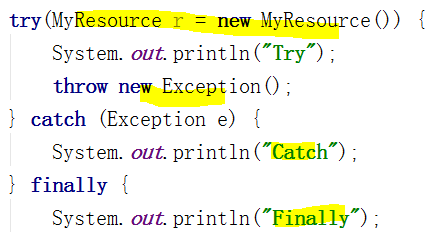 try(MyResource r = new MyResource()) {
    System.out.println("Try");
    throw new Exception();
} catch (Exception e) {
    System.out.println("Catch");
} finally {
    System.out.println("Finally");